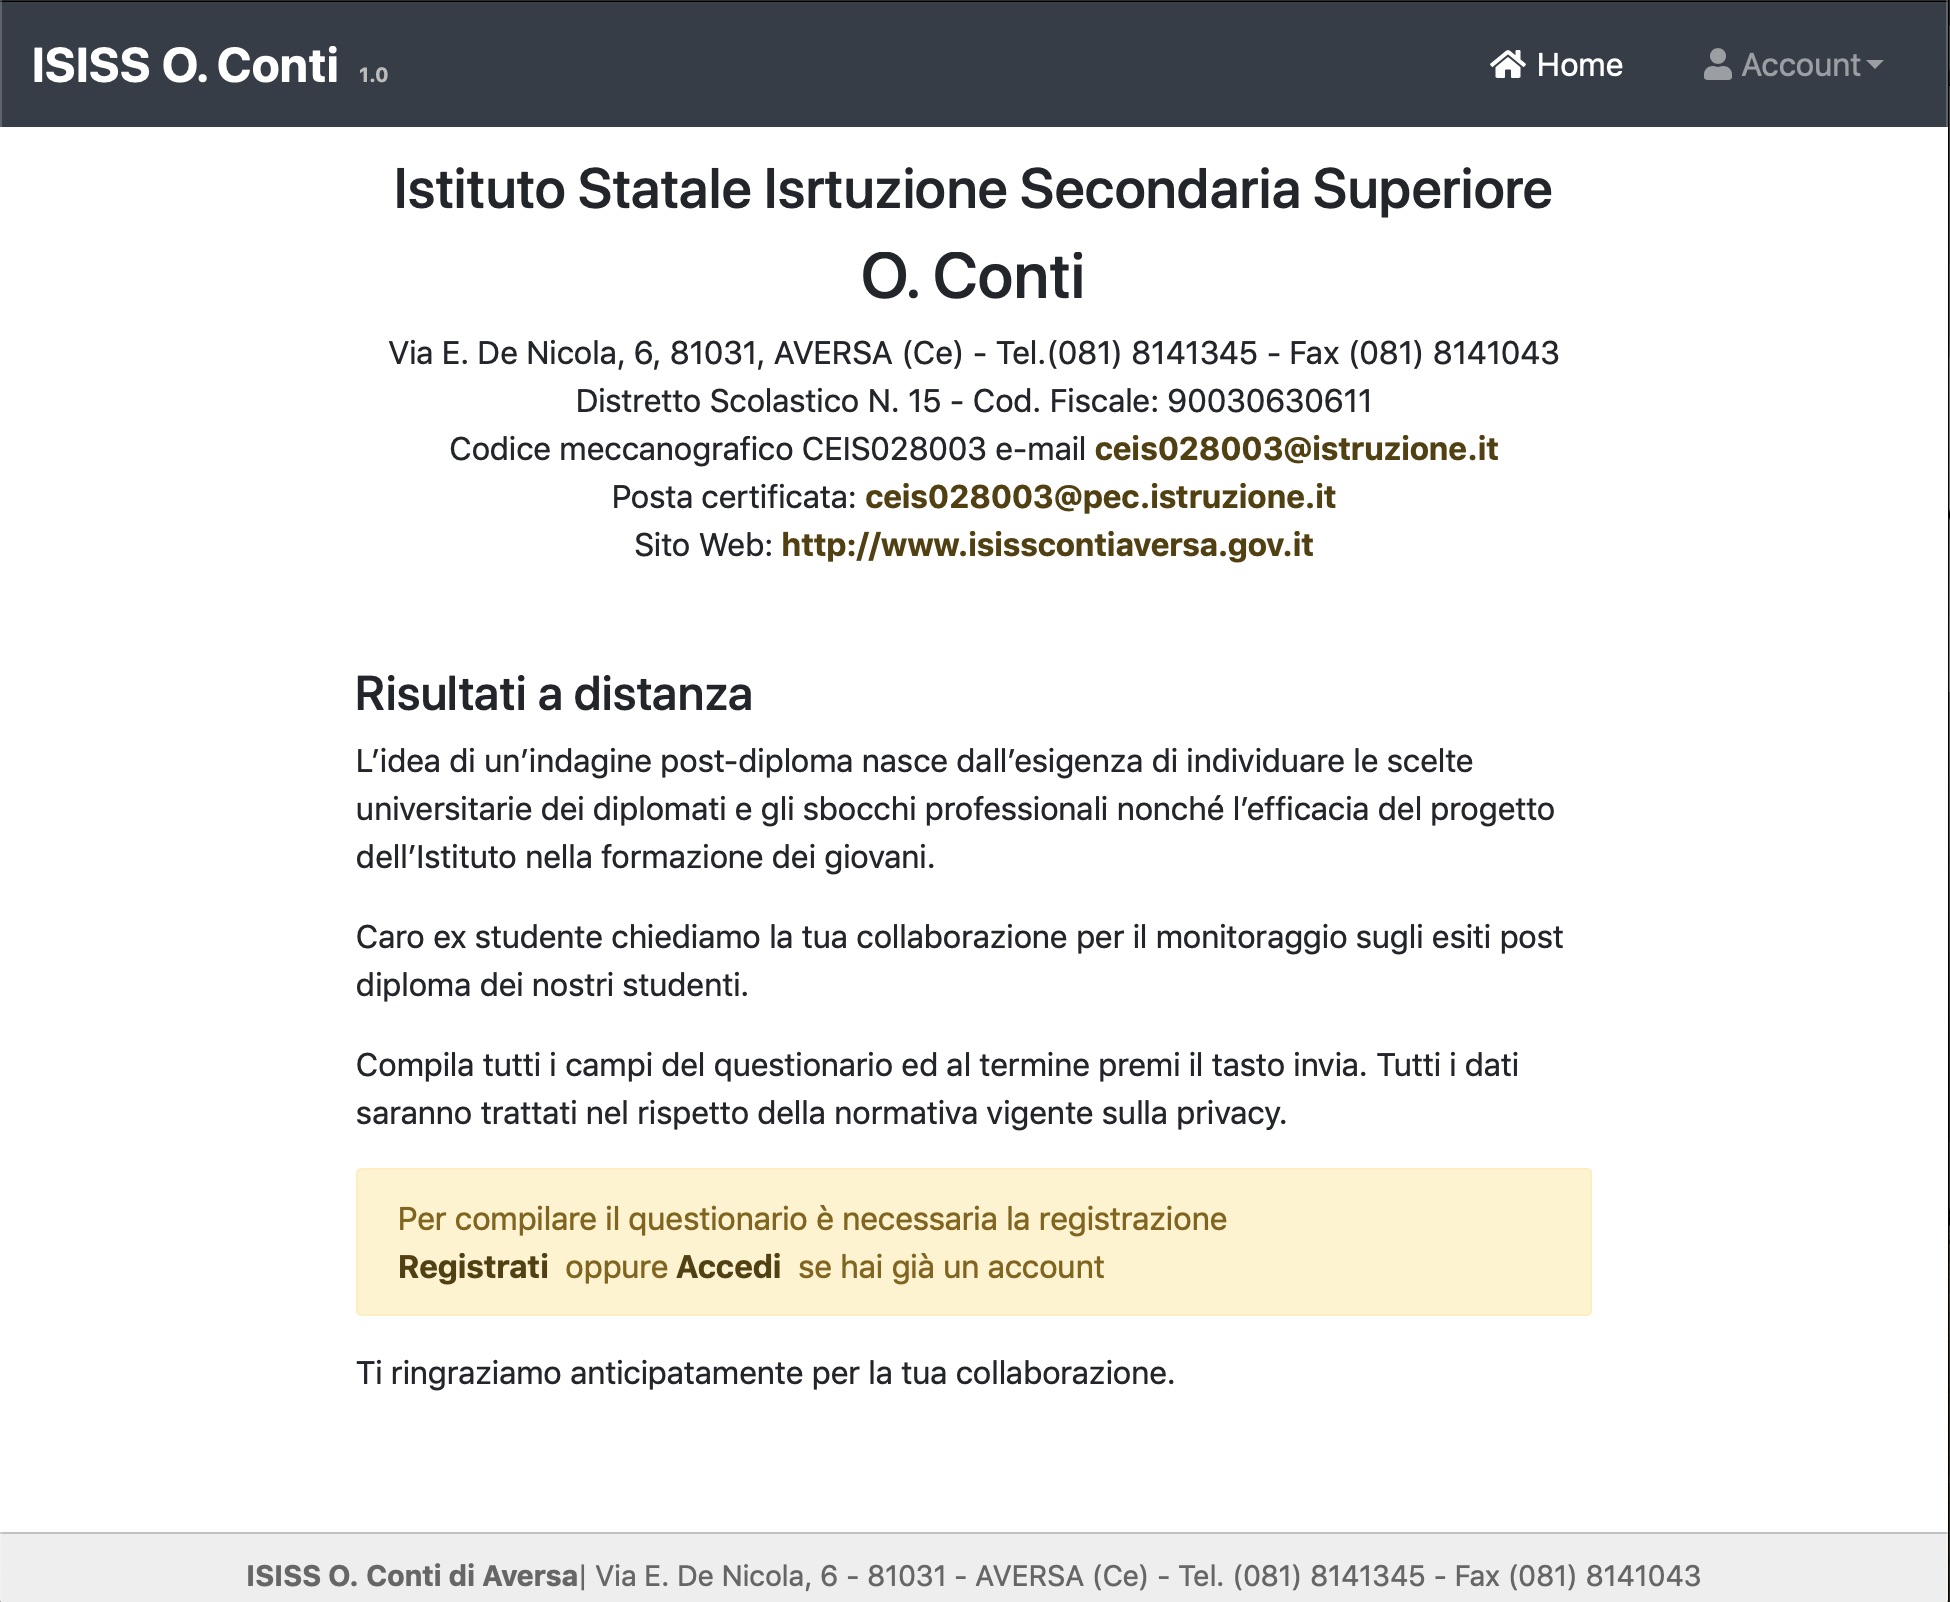 ISISS O. Conti 1.0
Home
Account
Istituto Statale Isrtuzione Secondaria Superiore
O. Conti
Via E. De Nicola, 6, 81031, AVERSA (Ce) - Tel.(081) 8141345 - Fax (081) 8141043
Distretto Scolastico N. 15 - Cod. Fiscale: 90030630611
Codice meccanografico CEIS028003 e-mail ceis028003@istruzione.it
Posta certificata: ceis028003@pec.istruzione.it
Sito Web: http://www.isisscontiaversa.gov.it
Risultati a distanza
L’idea di un’indagine post-diploma nasce dall’esigenza di individuare le scelte
universitarie dei diplomati e gli sbocchi professionali nonché l’efficacia del progetto
dell’Istituto nella formazione dei giovani.
Caro ex studente chiediamo la tua collaborazione per il monitoraggio sugli esiti post
diploma dei nostri studenti.
Compila tutti i campi del questionario ed al termine premi il tasto invia. Tutti i dati
saranno trattati nel rispetto della normativa vigente sulla privacy.
Per compilare il questionario è necessaria la registrazione
Registrati oppure Accedi se hai già un account
Ti ringraziamo anticipatamente per la tua collaborazione.
ISISS O. Conti di Aversa| Via E. De Nicola, 6 - 81031 - AVERSA (Ce) - Tel. (081) 8141345 - Fax (081) 8141043